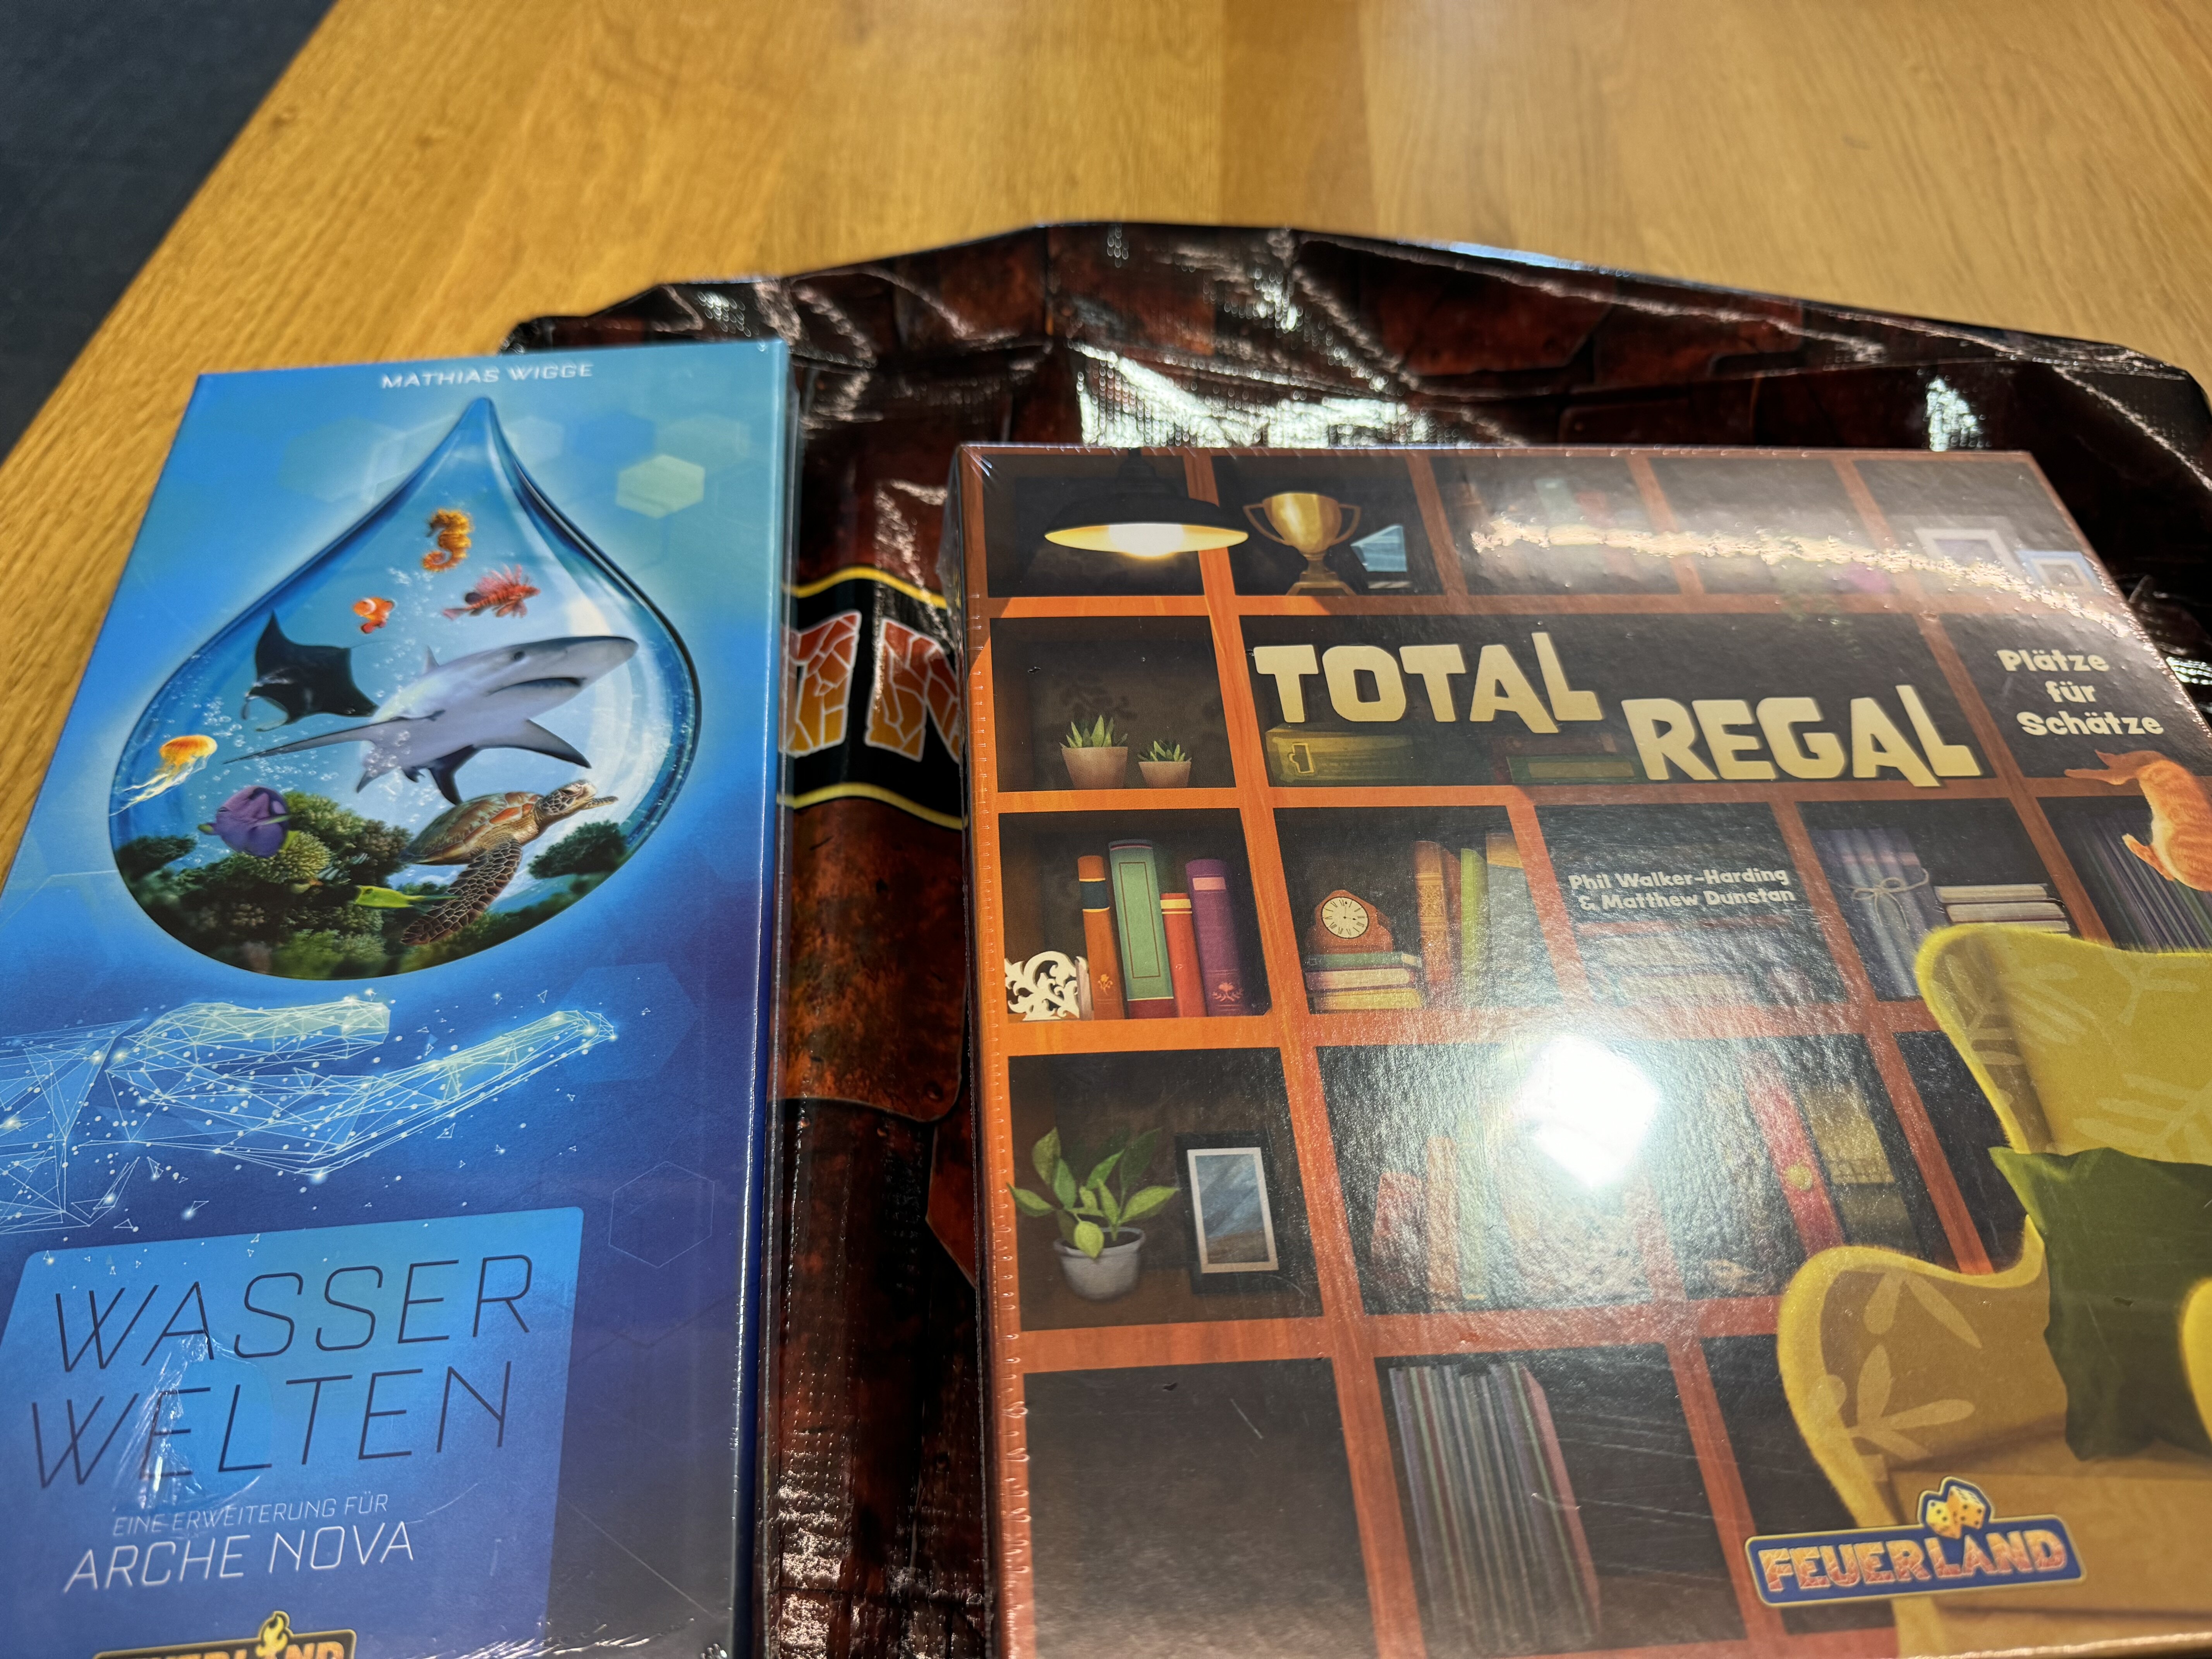 MATHIAS WIGGE
WASSER
WELTEN
EINE ERWEITERUNG FÜR
ARCHE NOVA
TOTAL
REGAL
Plätze
für
Schätze
Phil Walker-Harding
& Matthew Dunstan
FEUERLAND